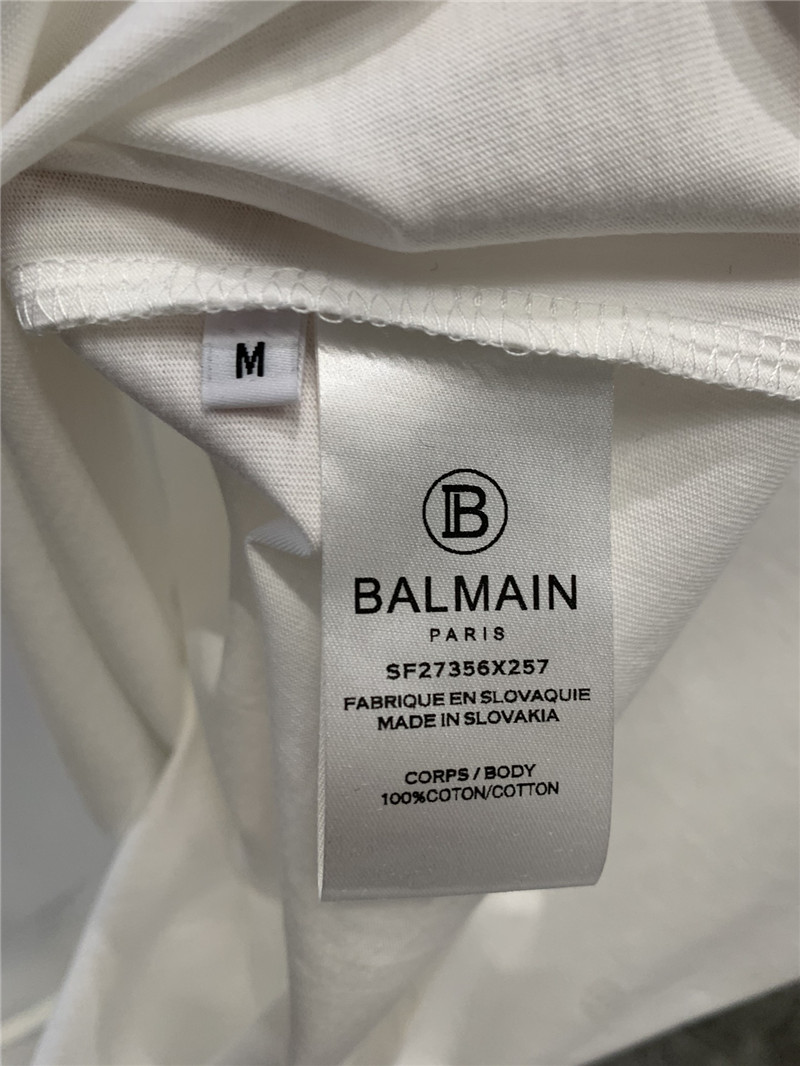 M
B
BALMAIN
PARIS
SF27356X257
FABRIQUE EN SLOVAQUIE
MADE IN SLOVAKIA
CORPS / BODY
100%COTON/COTTON